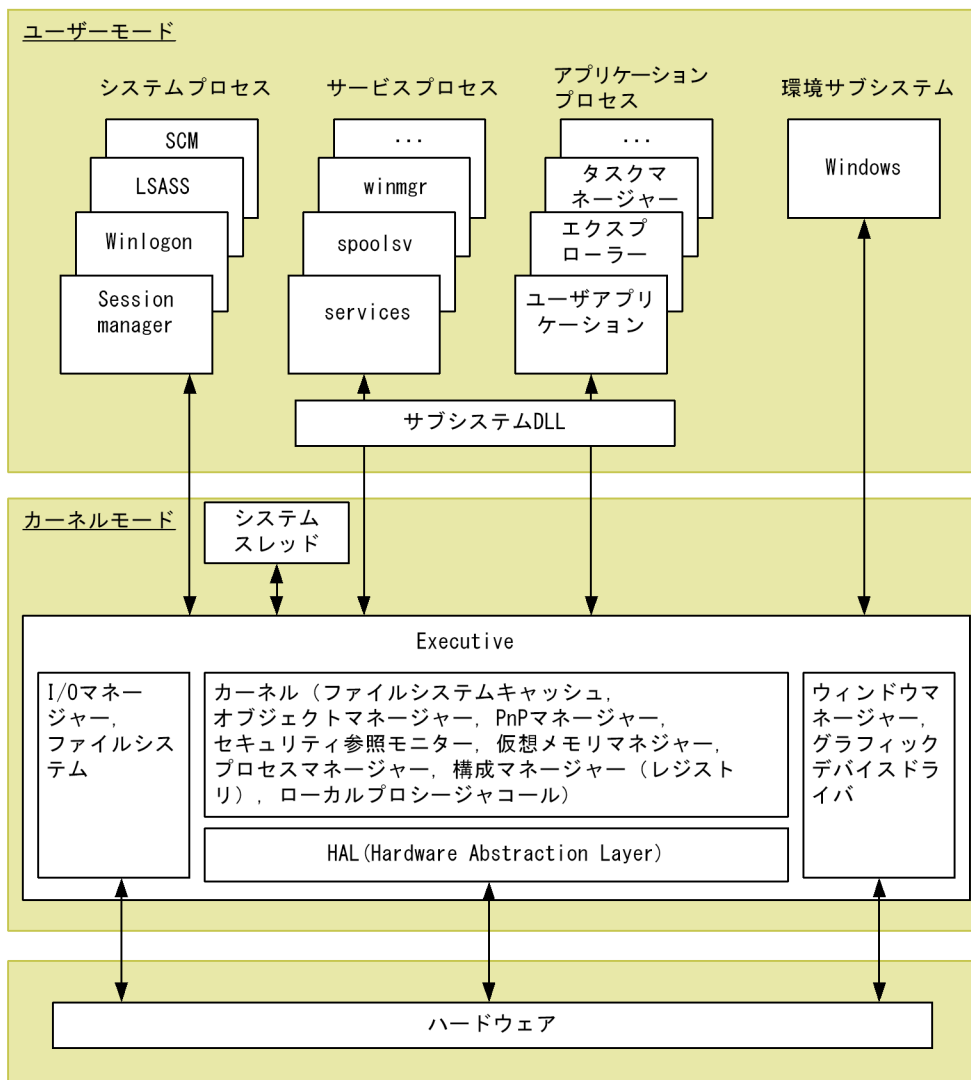 ユーザーモード
システムプロセス
サービスプロセス
アプリケーション
プロセス
環境サブシステム
SCM
LSASS
Winlogon
Session
manager
...
winmgr
spoolsv
services
...
タスクマ
ネージャー
エクスプ
ローラー
ユーザアプリ
ケーション
Windows
サブシステムDLL
カーネルモード
システム
スレッド
Executive
I/Oマネー
ジャー,
ファイルシス
テム
カーネル（ファイルシステムキャッシュ,
オブジェクトマネージャー, PnPマネージャー,
セキュリティ参照モニター, 仮想メモリマネジャー,
プロセスマネージャー, 構成マネージャー（レジスト
リ）, ローカルプロシージャコール）
HAL(Hardware Abstraction Layer)
ウィンドウマ
ネージャー,
グラフィック
デバイスドラ
イバ
ハードウェア